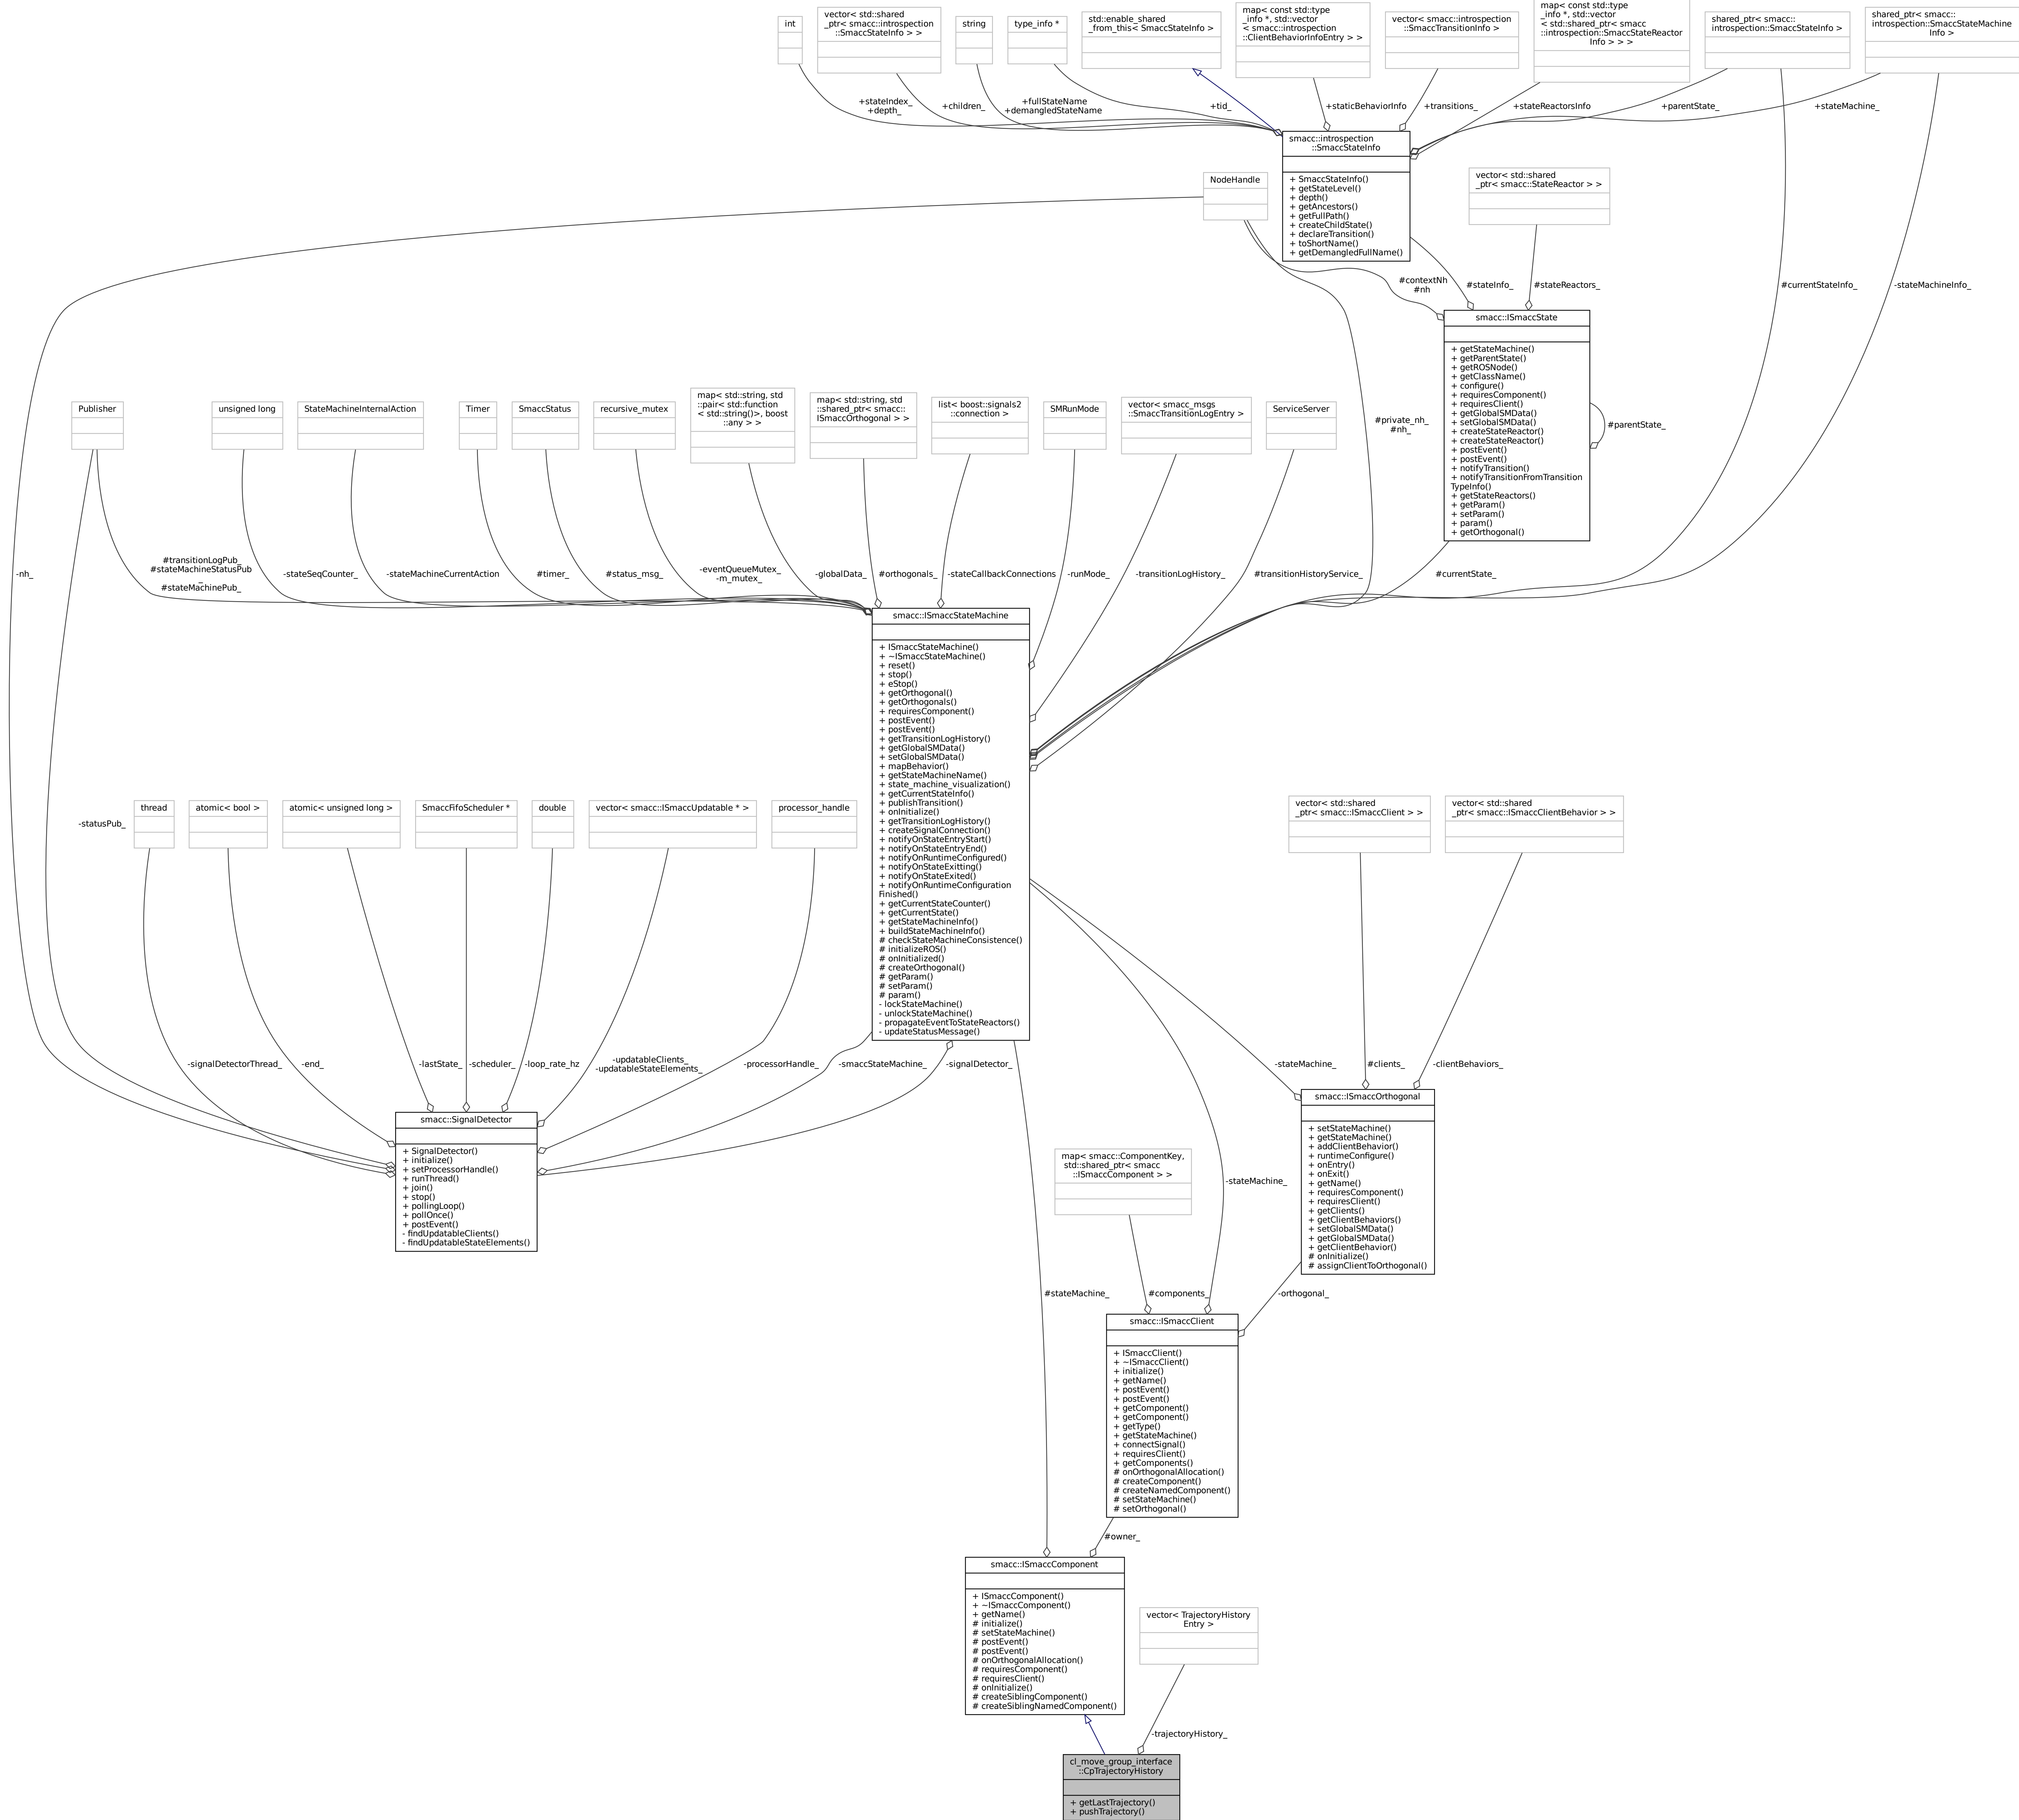 int
vector< std::shared
_ptr< smacc::introspection
::SmaccStateInfo > >
string
type_info *
std::enable_shared
_from_this< SmaccStateInfo >
map< const std::type
_info *, std::vector
< smacc::introspection
::ClientBehaviorInfoEntry > >
vector< smacc::introspection
::SmaccTransitionInfo >
map< const std::type
_info *, std::vector
< std::shared_ptr< smacc
::introspection::SmaccStateReactor
Info > > >
shared_ptr< smacc::
introspection::SmaccStateInfo >
shared_ptr< smacc::
introspection::SmaccStateMachine
Info >
+stateIndex_
+depth_
+children_
+fullStateName
+demangledStateName
+tid_
+staticBehaviorInfo
+transitions_
+stateReactorsInfo
+parentState_
+stateMachine_
smacc::introspection
::SmaccStateInfo
+ SmaccStateInfo()
+ getStateLevel()
+ depth()
+ getAncestors()
+ getFullPath()
+ createChildState()
+ declareTransition()
+ toShortName()
+ getDemangledFullName()
NodeHandle
vector< std::shared
_ptr< smacc::StateReactor > >
#contextNh
#nh
#stateInfo_
#stateReactors_
#currentStateInfo_
-stateMachineInfo_
smacc::ISmaccState
+ getStateMachine()
+ getParentState()
+ getROSNode()
+ getClassName()
+ configure()
+ requiresComponent()
+ requiresClient()
+ getGlobalSMData()
+ setGlobalSMData()
+ createStateReactor()
+ createStateReactor()
+ postEvent()
+ postEvent()
+ notifyTransition()
+ notifyTransitionFromTransition
TypeInfo()
+ getStateReactors()
+ getParam()
+ setParam()
+ param()
+ getOrthogonal()
#parentState_
#private_nh_
#nh_
Publisher
unsigned long
StateMachineInternalAction
Timer
SmaccStatus
recursive_mutex
map< std::string, std
::pair< std::function
< std::string()>, boost
::any > >
map< std::string, std
::shared_ptr< smacc::
ISmaccOrthogonal > >
list< boost::signals2
::connection >
SMRunMode
vector< smacc_msgs
::SmaccTransitionLogEntry >
ServiceServer
-nh_
#transitionLogPub_
#stateMachineStatusPub
_
#stateMachinePub_
-stateSeqCounter_
-stateMachineCurrentAction
#timer_
#status_msg_
-eventQueueMutex_
-m_mutex_
-globalData_
#orthogonals_
-stateCallbackConnections
-runMode_
-transitionLogHistory_
#transitionHistoryService_
#currentState_
smacc::ISmaccStateMachine
+ ISmaccStateMachine()
+ ~ISmaccStateMachine()
+ reset()
+ stop()
+ eStop()
+ getOrthogonal()
+ getOrthogonals()
+ requiresComponent()
+ postEvent()
+ postEvent()
+ getTransitionLogHistory()
+ getGlobalSMData()
+ setGlobalSMData()
+ mapBehavior()
+ getStateMachineName()
+ state_machine_visualization()
+ getCurrentStateInfo()
+ publishTransition()
+ onInitialize()
+ getTransitionLogHistory()
+ createSignalConnection()
+ notifyOnStateEntryStart()
+ notifyOnStateEntryEnd()
+ notifyOnRuntimeConfigured()
+ notifyOnStateExitting()
+ notifyOnStateExited()
+ notifyOnRuntimeConfiguration
Finished()
+ getCurrentStateCounter()
+ getCurrentState()
+ getStateMachineInfo()
+ buildStateMachineInfo()
# checkStateMachineConsistence()
# initializeROS()
# onInitialized()
# createOrthogonal()
# getParam()
# setParam()
# param()
- lockStateMachine()
- unlockStateMachine()
- propagateEventToStateReactors()
- updateStatusMessage()
-statusPub_
thread
atomic< bool >
atomic< unsigned long >
SmaccFifoScheduler *
double
vector< smacc::ISmaccUpdatable * >
processor_handle
vector< std::shared
_ptr< smacc::ISmaccClient > >
vector< std::shared
_ptr< smacc::ISmaccClientBehavior > >
-signalDetectorThread_
-end_
-lastState_
-scheduler_
-loop_rate_hz
-updatableClients_
-updatableStateElements_
-processorHandle_
-smaccStateMachine_
-signalDetector_
-stateMachine_
#clients_
-clientBehaviors_
smacc::SignalDetector
+ SignalDetector()
+ initialize()
+ setProcessorHandle()
+ runThread()
+ join()
+ stop()
+ pollingLoop()
+ pollOnce()
+ postEvent()
- findUpdatableClients()
- findUpdatableStateElements()
smacc::ISmaccOrthogonal
+ setStateMachine()
+ getStateMachine()
+ addClientBehavior()
+ runtimeConfigure()
+ onEntry()
+ onExit()
+ getName()
+ requiresComponent()
+ requiresClient()
+ getClients()
+ getClientBehaviors()
+ setGlobalSMData()
+ getGlobalSMData()
+ getClientBehavior()
# onInitialize()
# assignClientToOrthogonal()
map< smacc::ComponentKey,
std::shared_ptr< smacc
::ISmaccComponent > >
-stateMachine_
#stateMachine_
#components_
-orthogonal_
smacc::ISmaccClient
+ ISmaccClient()
+ ~ISmaccClient()
+ initialize()
+ getName()
+ postEvent()
+ postEvent()
+ getComponent()
+ getComponent()
+ getType()
+ getStateMachine()
+ connectSignal()
+ requiresClient()
+ getComponents()
# onOrthogonalAllocation()
# createComponent()
# createNamedComponent()
# setStateMachine()
# setOrthogonal()
#owner_
smacc::ISmaccComponent
+ ISmaccComponent()
+ ~ISmaccComponent()
+ getName()
# initialize()
# setStateMachine()
# postEvent()
# postEvent()
# onOrthogonalAllocation()
# requiresComponent()
# requiresClient()
# onInitialize()
# createSiblingComponent()
# createSiblingNamedComponent()
vector< TrajectoryHistory
Entry >
-trajectoryHistory_
cl_move_group_interface
::CpTrajectoryHistory
+ getLastTrajectory()
+ pushTrajectory()